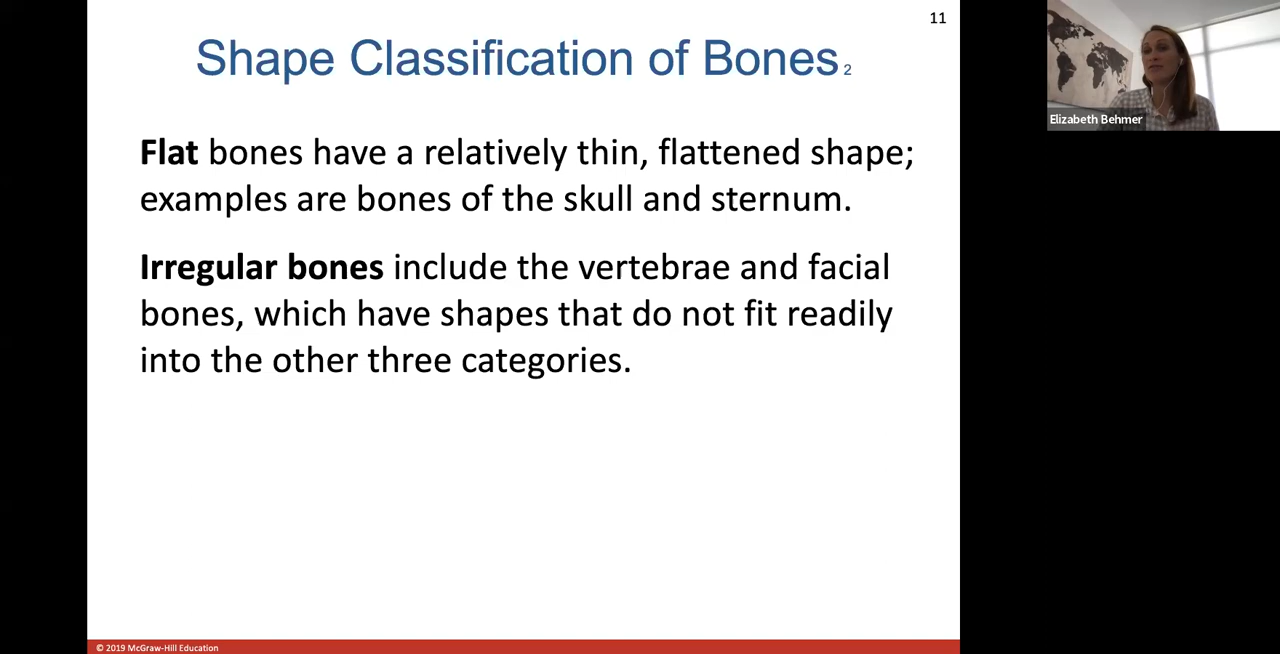 11
Shape Classification of Bones 2
Elizabeth Behmer
Flat bones have a relatively thin, flattened shape;
examples are bones of the skull and sternum.
Irregular bones include the vertebrae and facial
bones, which have shapes that do not fit readily
into the other three categories.
© 2019 McGraw-Hill Education